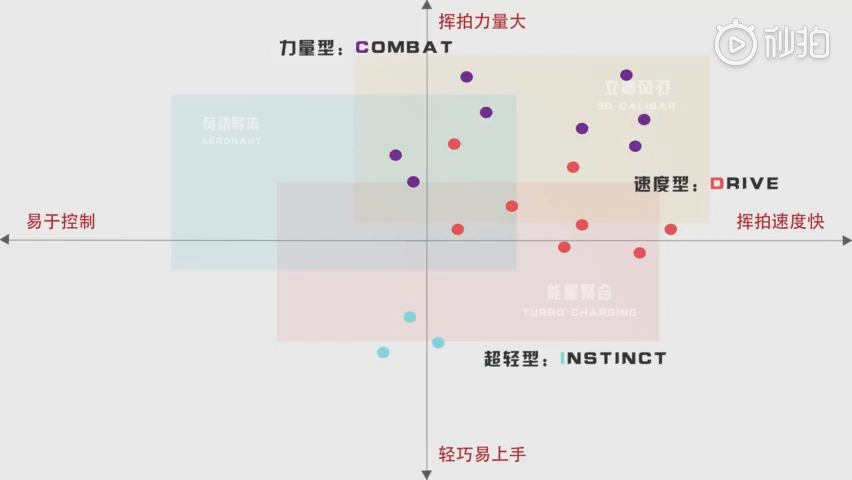 挥拍力量大
秒拍
力量型：COMBAT
立体风刃
3D CALIBAR
风动导流
AERONAUT
速度型：DRIVE
易于控制
挥拍速度快
能量聚合
TURBO CHARGING
超轻型：INSTINCT
轻巧易上手